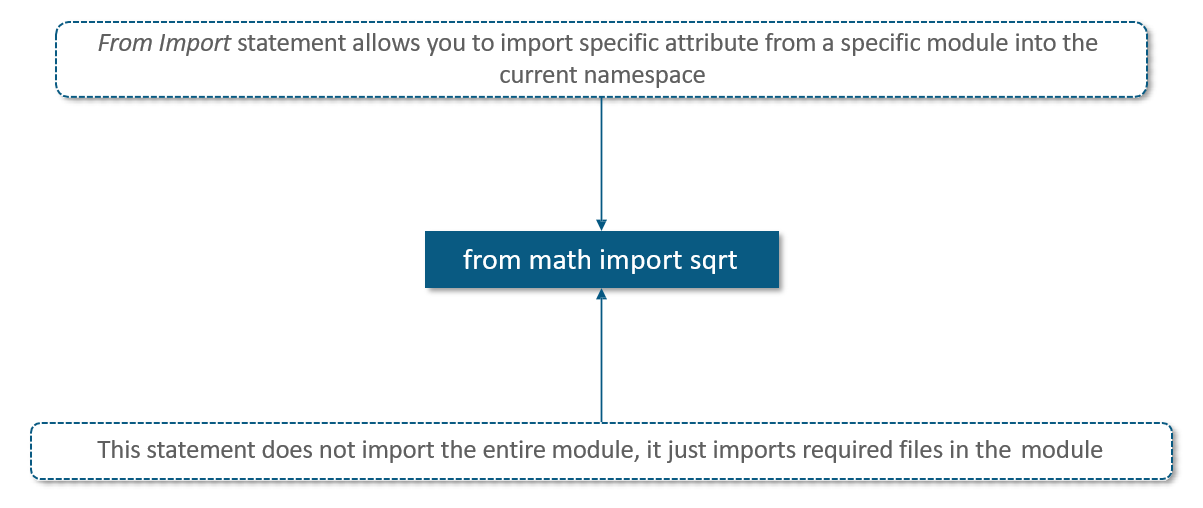 From Import statement allows you to import specific attribute from a specific module into the
current namespace
from math import sqrt
This statement does not import the entire module, it just imports required files in the module